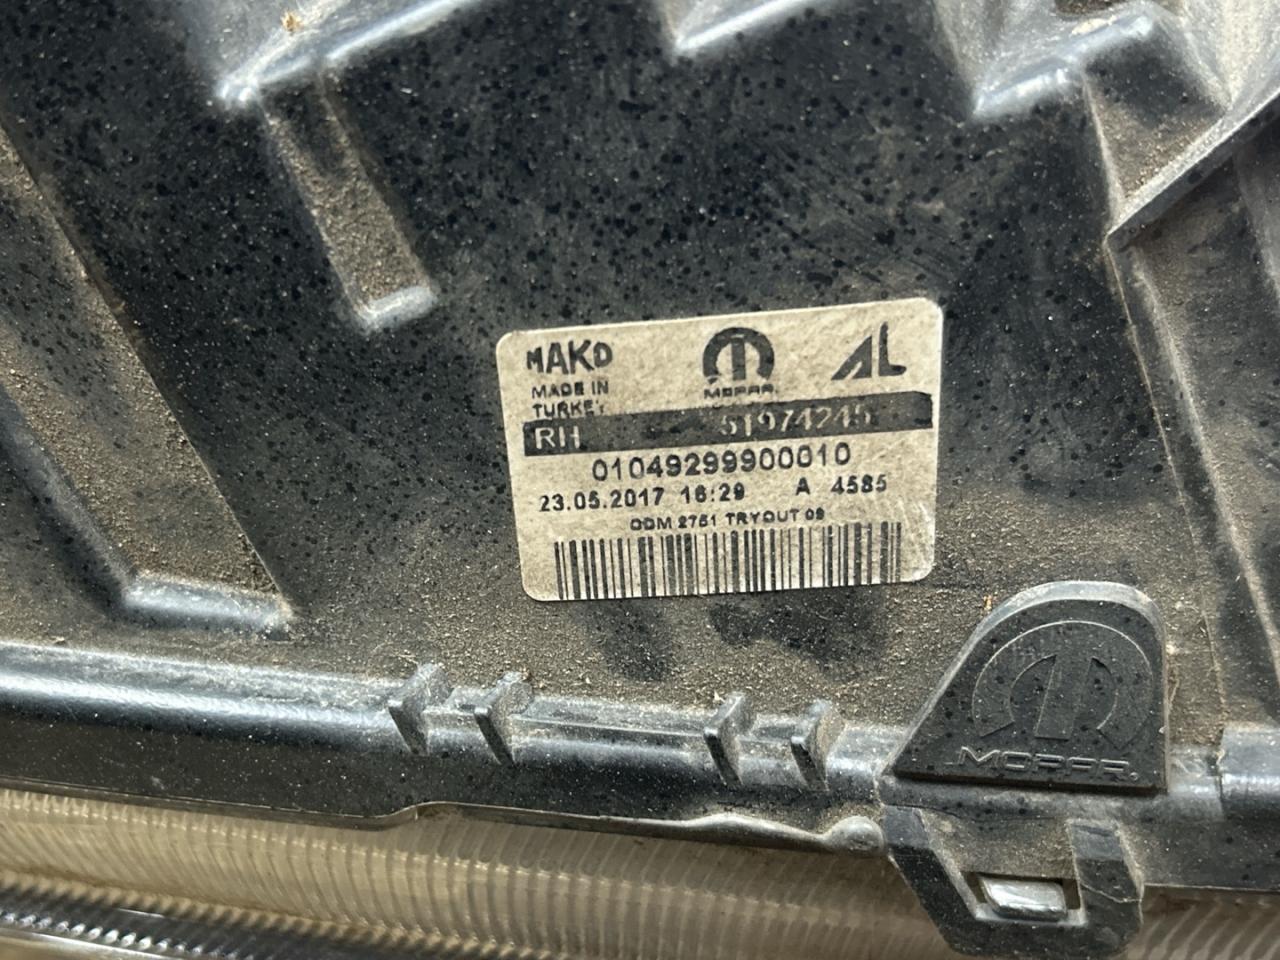 MAKO
MOPAR.
AL
MADE IN
TURKEY
RH 51974245
01049299900010
23.05.2017 16:29 A 4585
DDM 2751 TRYOUT 09
MOPAR.